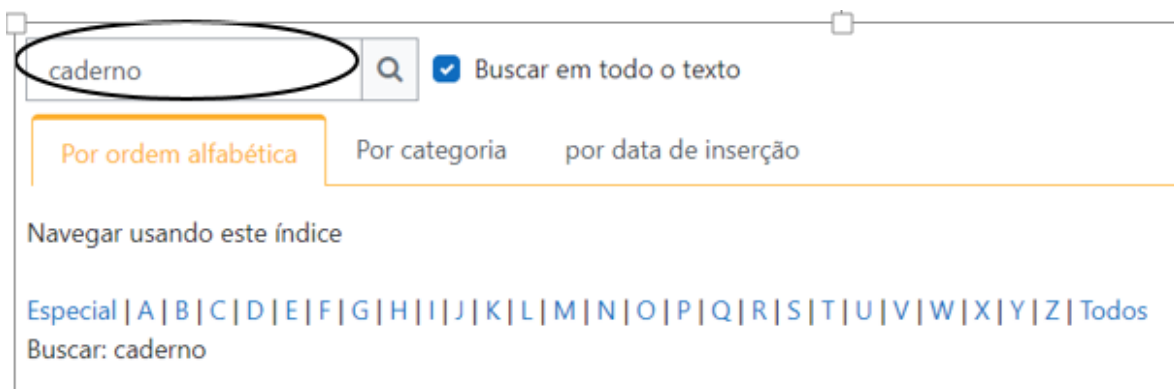 caderno Buscar em todo o texto
Por ordem alfabética Por categoria por data de inserção
Navegar usando este índice
Especial | A | B | C | D | E | F | G | H | I | J | K | L | M | N | O | P | Q | R | S | T | U | V | W | X | Y | Z | Todos
Buscar: caderno